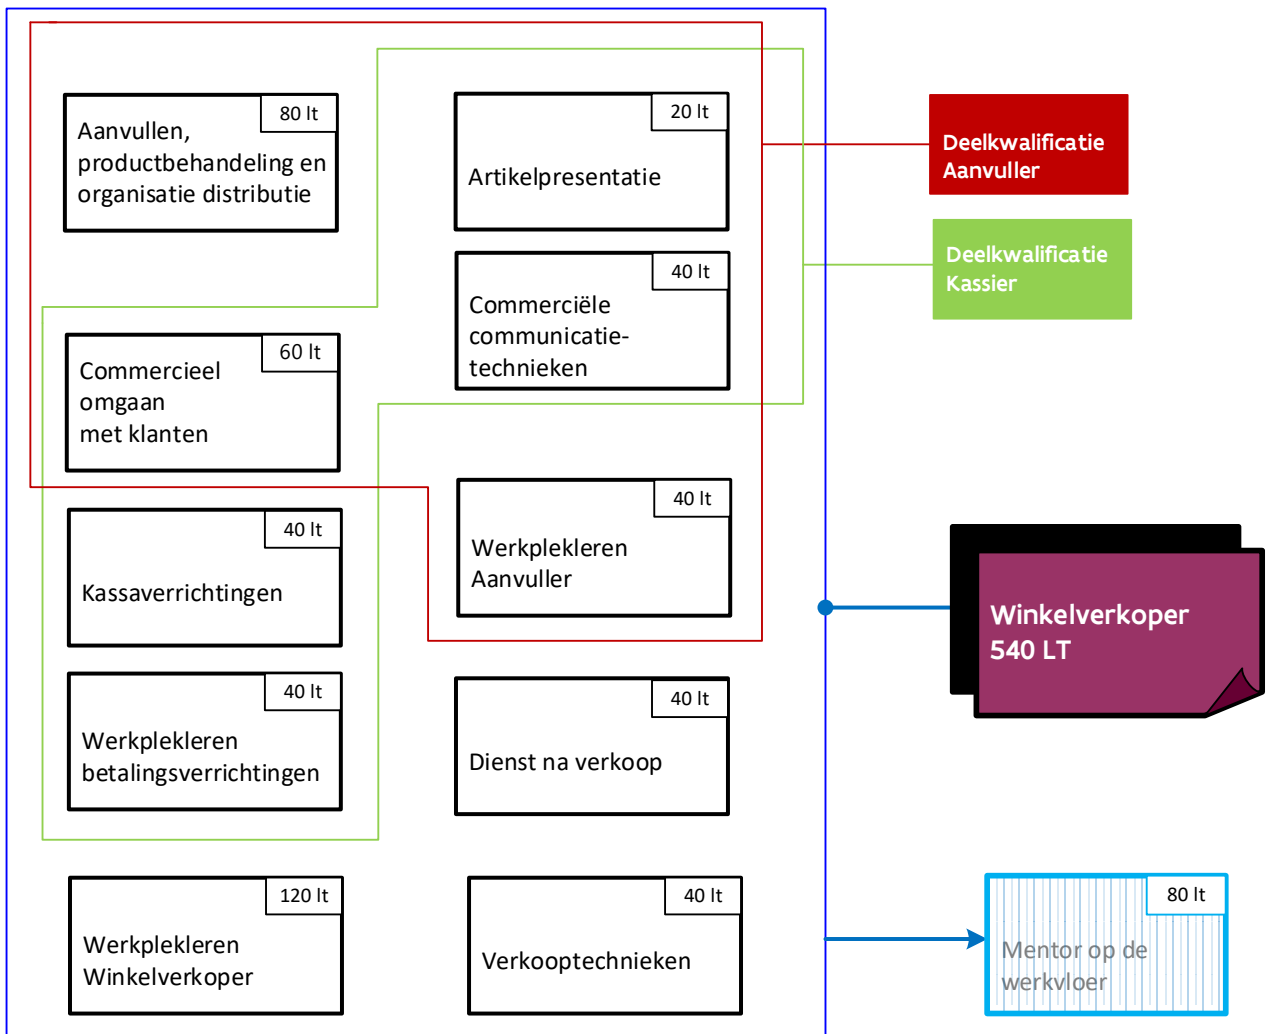 80 lt
Aanvullen,
productbehandeling en
organisatie distributie
20 lt
Artikelpresentatie
Deelkwalificatie
Aanvuller
Deelkwalificatie
Kassier
40 lt
Commerciële
communicatie-
technieken
60 lt
Commercieel
omgaan
met klanten
40 lt
Werkplekleren
Aanvuller
40 lt
Kassaverrichtingen
Winkelverkoper
540 LT
40 lt
Werkplekleren
betalingsverrichtingen
40 lt
Dienst na verkoop
120 lt
Werkplekleren
Winkelverkoper
40 lt
Verkooptechnieken
80 lt
Mentor op de
werkvloer